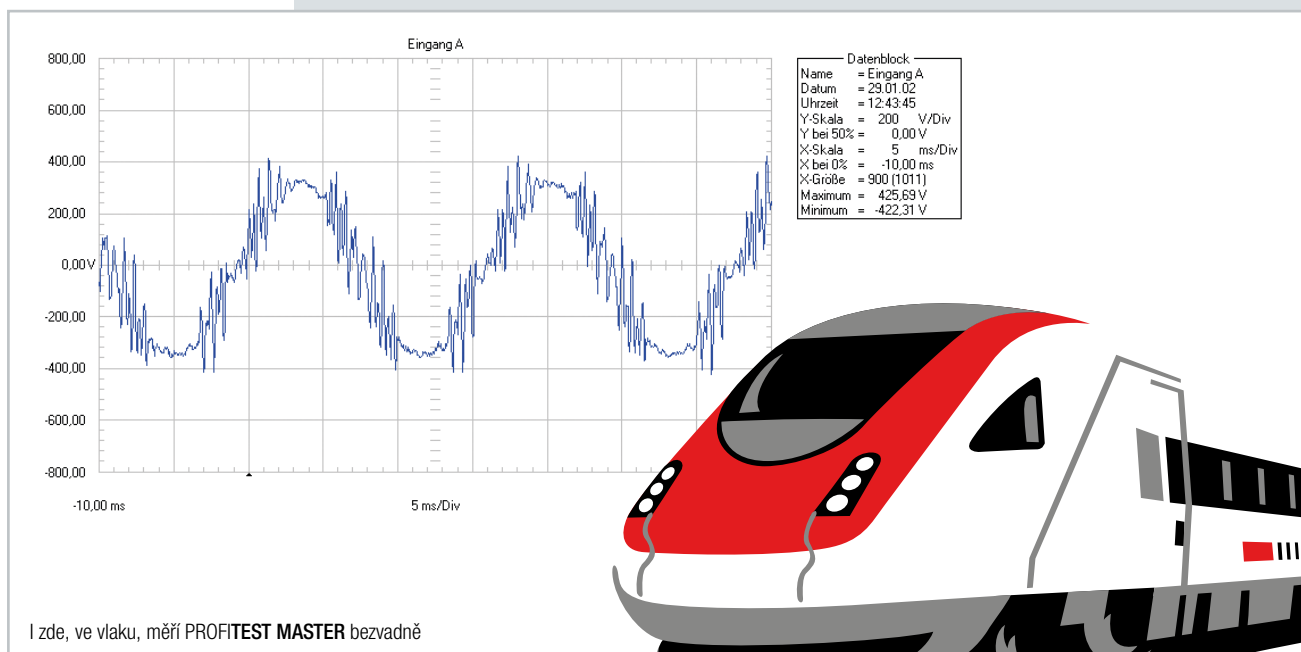 Eingang A
800,00
600,00
400,00
200,00
0,00V
-200,00
-400,00
-600,00
-800,00
-10,00 ms
5 ms/Div
Datenblock
Name = Eingang A
Datum = 29.01.02
Uhrzeit = 12:43:45
Y-Skala = 200 V/Div
Y bei 50% = 0,00 V
X-Skala = 5 ms/Div
X bei 0% = -10,00 ms
X-Größe = 900 (1011)
Maximum = 425,69 V
Minimum = -422,31 V
I zde, ve vlaku, měří PROFITEST MASTER bezvadně